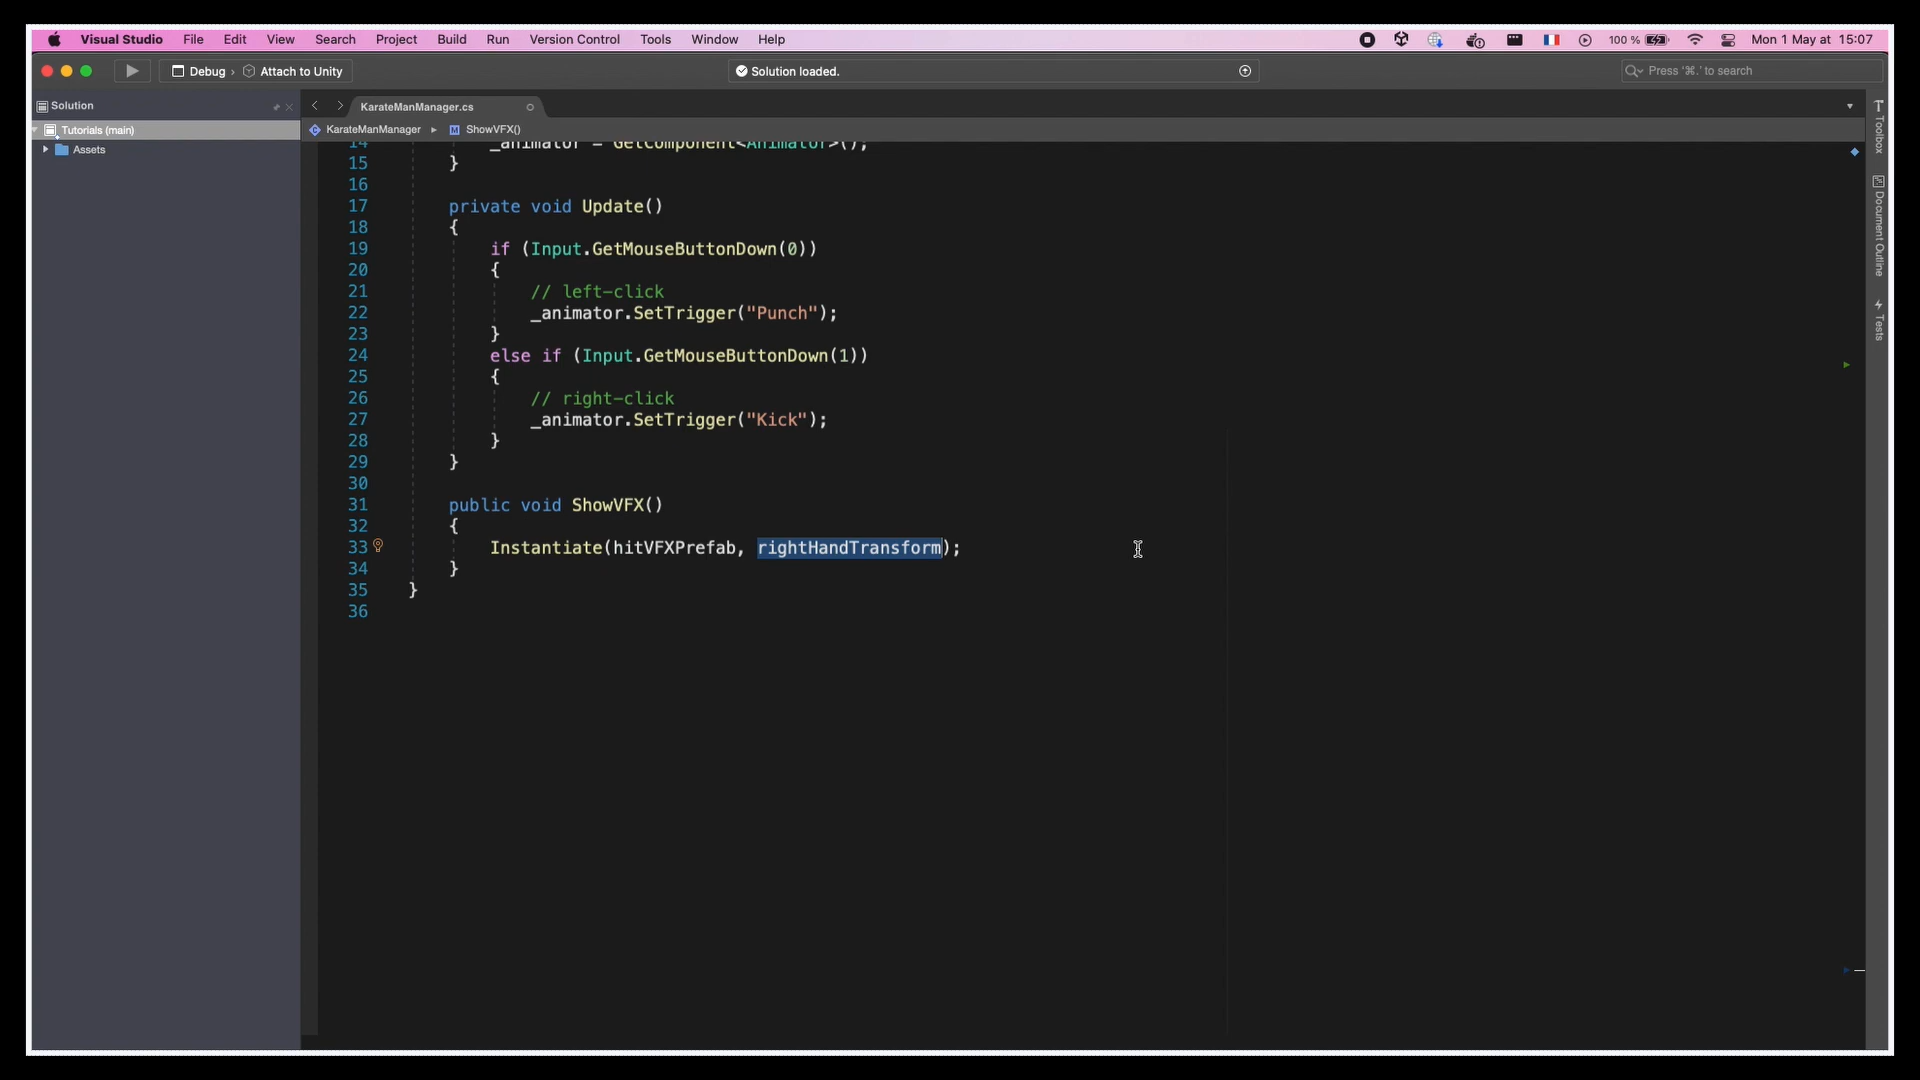 Visual Studio File Edit View Search Project Build Run Version Control Tools Window Help 100 % Mon 1 May at 15:07
Debug › Attach to Unity Solution loaded. Press '⌘.' to search
Solution KarateManManager.cs
Tutorials (main) KarateManManager ▸ M ShowVFX()
Assets
14 _animator = GetComponent<Animator>();
15 }
16
17 private void Update()
18 {
19 if (Input.GetMouseButtonDown(0))
20 {
21 // left-click
22 _animator.SetTrigger("Punch");
23 }
24 else if (Input.GetMouseButtonDown(1))
25 {
26 // right-click
27 _animator.SetTrigger("Kick");
28 }
29 }
30
31 public void ShowVFX()
32 {
33 Instantiate(hitVFXPrefab, rightHandTransform);
34 }
35 }
36
Toolbox
Document Outline
Tests